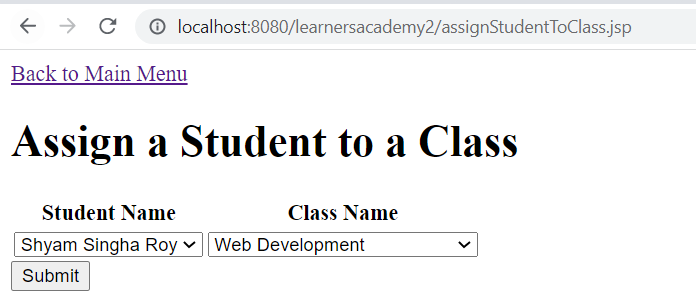 localhost:8080/learnersacademy2/assignStudentToClass.jsp
Back to Main Menu
Assign a Student to a Class
Student Name Class Name
Shyam Singha Roy Web Development
Submit